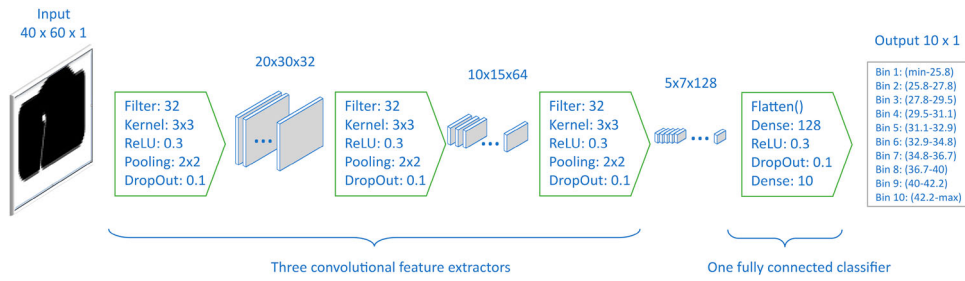 Input
40 x 60 x 1
Filter: 32
Kernel: 3x3
ReLU: 0.3
Pooling: 2x2
DropOut: 0.1
20x30x32
...
Filter: 32
Kernel: 3x3
ReLU: 0.3
Pooling: 2x2
DropOut: 0.1
10x15x64
...
Filter: 32
Kernel: 3x3
ReLU: 0.3
Pooling: 2x2
DropOut: 0.1
5x7x128
...
Flatten()
Dense: 128
ReLU: 0.3
DropOut: 0.1
Dense: 10
Output 10 x 1
Bin 1: (min-25.8)
Bin 2: (25.8-27.8)
Bin 3: (27.8-29.5)
Bin 4: (29.5-31.1)
Bin 5: (31.1-32.9)
Bin 6: (32.9-34.8)
Bin 7: (34.8-36.7)
Bin 8: (36.7-40)
Bin 9: (40-42.2)
Bin 10: (42.2-max)
Three convolutional feature extractors
One fully connected classifier